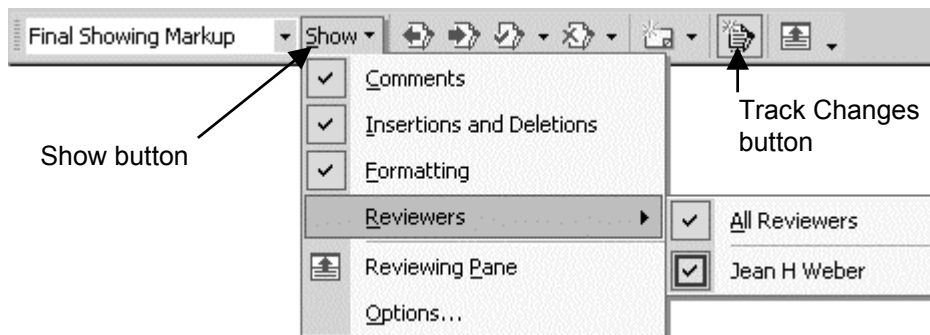 Final Showing Markup Show
Comments
Insertions and Deletions
Formatting
Reviewers
Reviewing Pane
Options...
All Reviewers
Jean H Weber
Show button
Track Changes
button